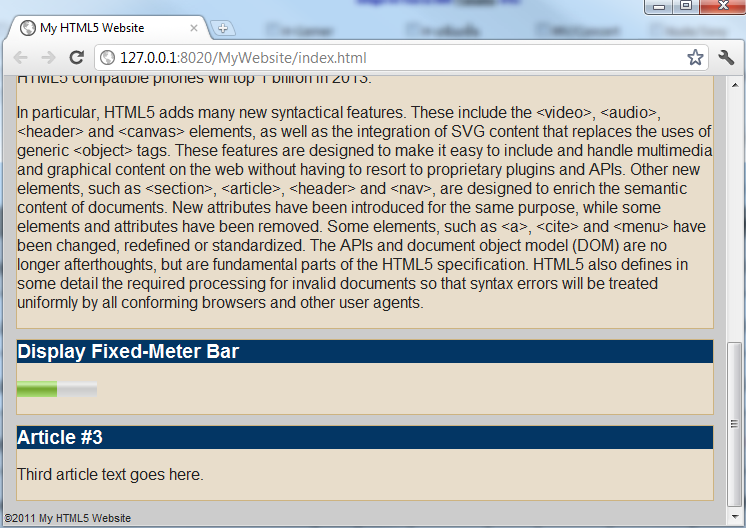 My HTML5 Website
127.0.0.1:8020/MyWebsite/index.html
HTML5 compatible phones will top 1 billion in 2013.
In particular, HTML5 adds many new syntactical features. These include the <video>, <audio>,
<header> and <canvas> elements, as well as the integration of SVG content that replaces the uses of
generic <object> tags. These features are designed to make it easy to include and handle multimedia
and graphical content on the web without having to resort to proprietary plugins and APIs. Other new
elements, such as <section>, <article>, <header> and <nav>, are designed to enrich the semantic
content of documents. New attributes have been introduced for the same purpose, while some
elements and attributes have been removed. Some elements, such as <a>, <cite> and <menu> have
been changed, redefined or standardized. The APIs and document object model (DOM) are no
longer afterthoughts, but are fundamental parts of the HTML5 specification. HTML5 also defines in
some detail the required processing for invalid documents so that syntax errors will be treated
uniformly by all conforming browsers and other user agents.
Display Fixed-Meter Bar
Article #3
Third article text goes here.
©2011 My HTML5 Website